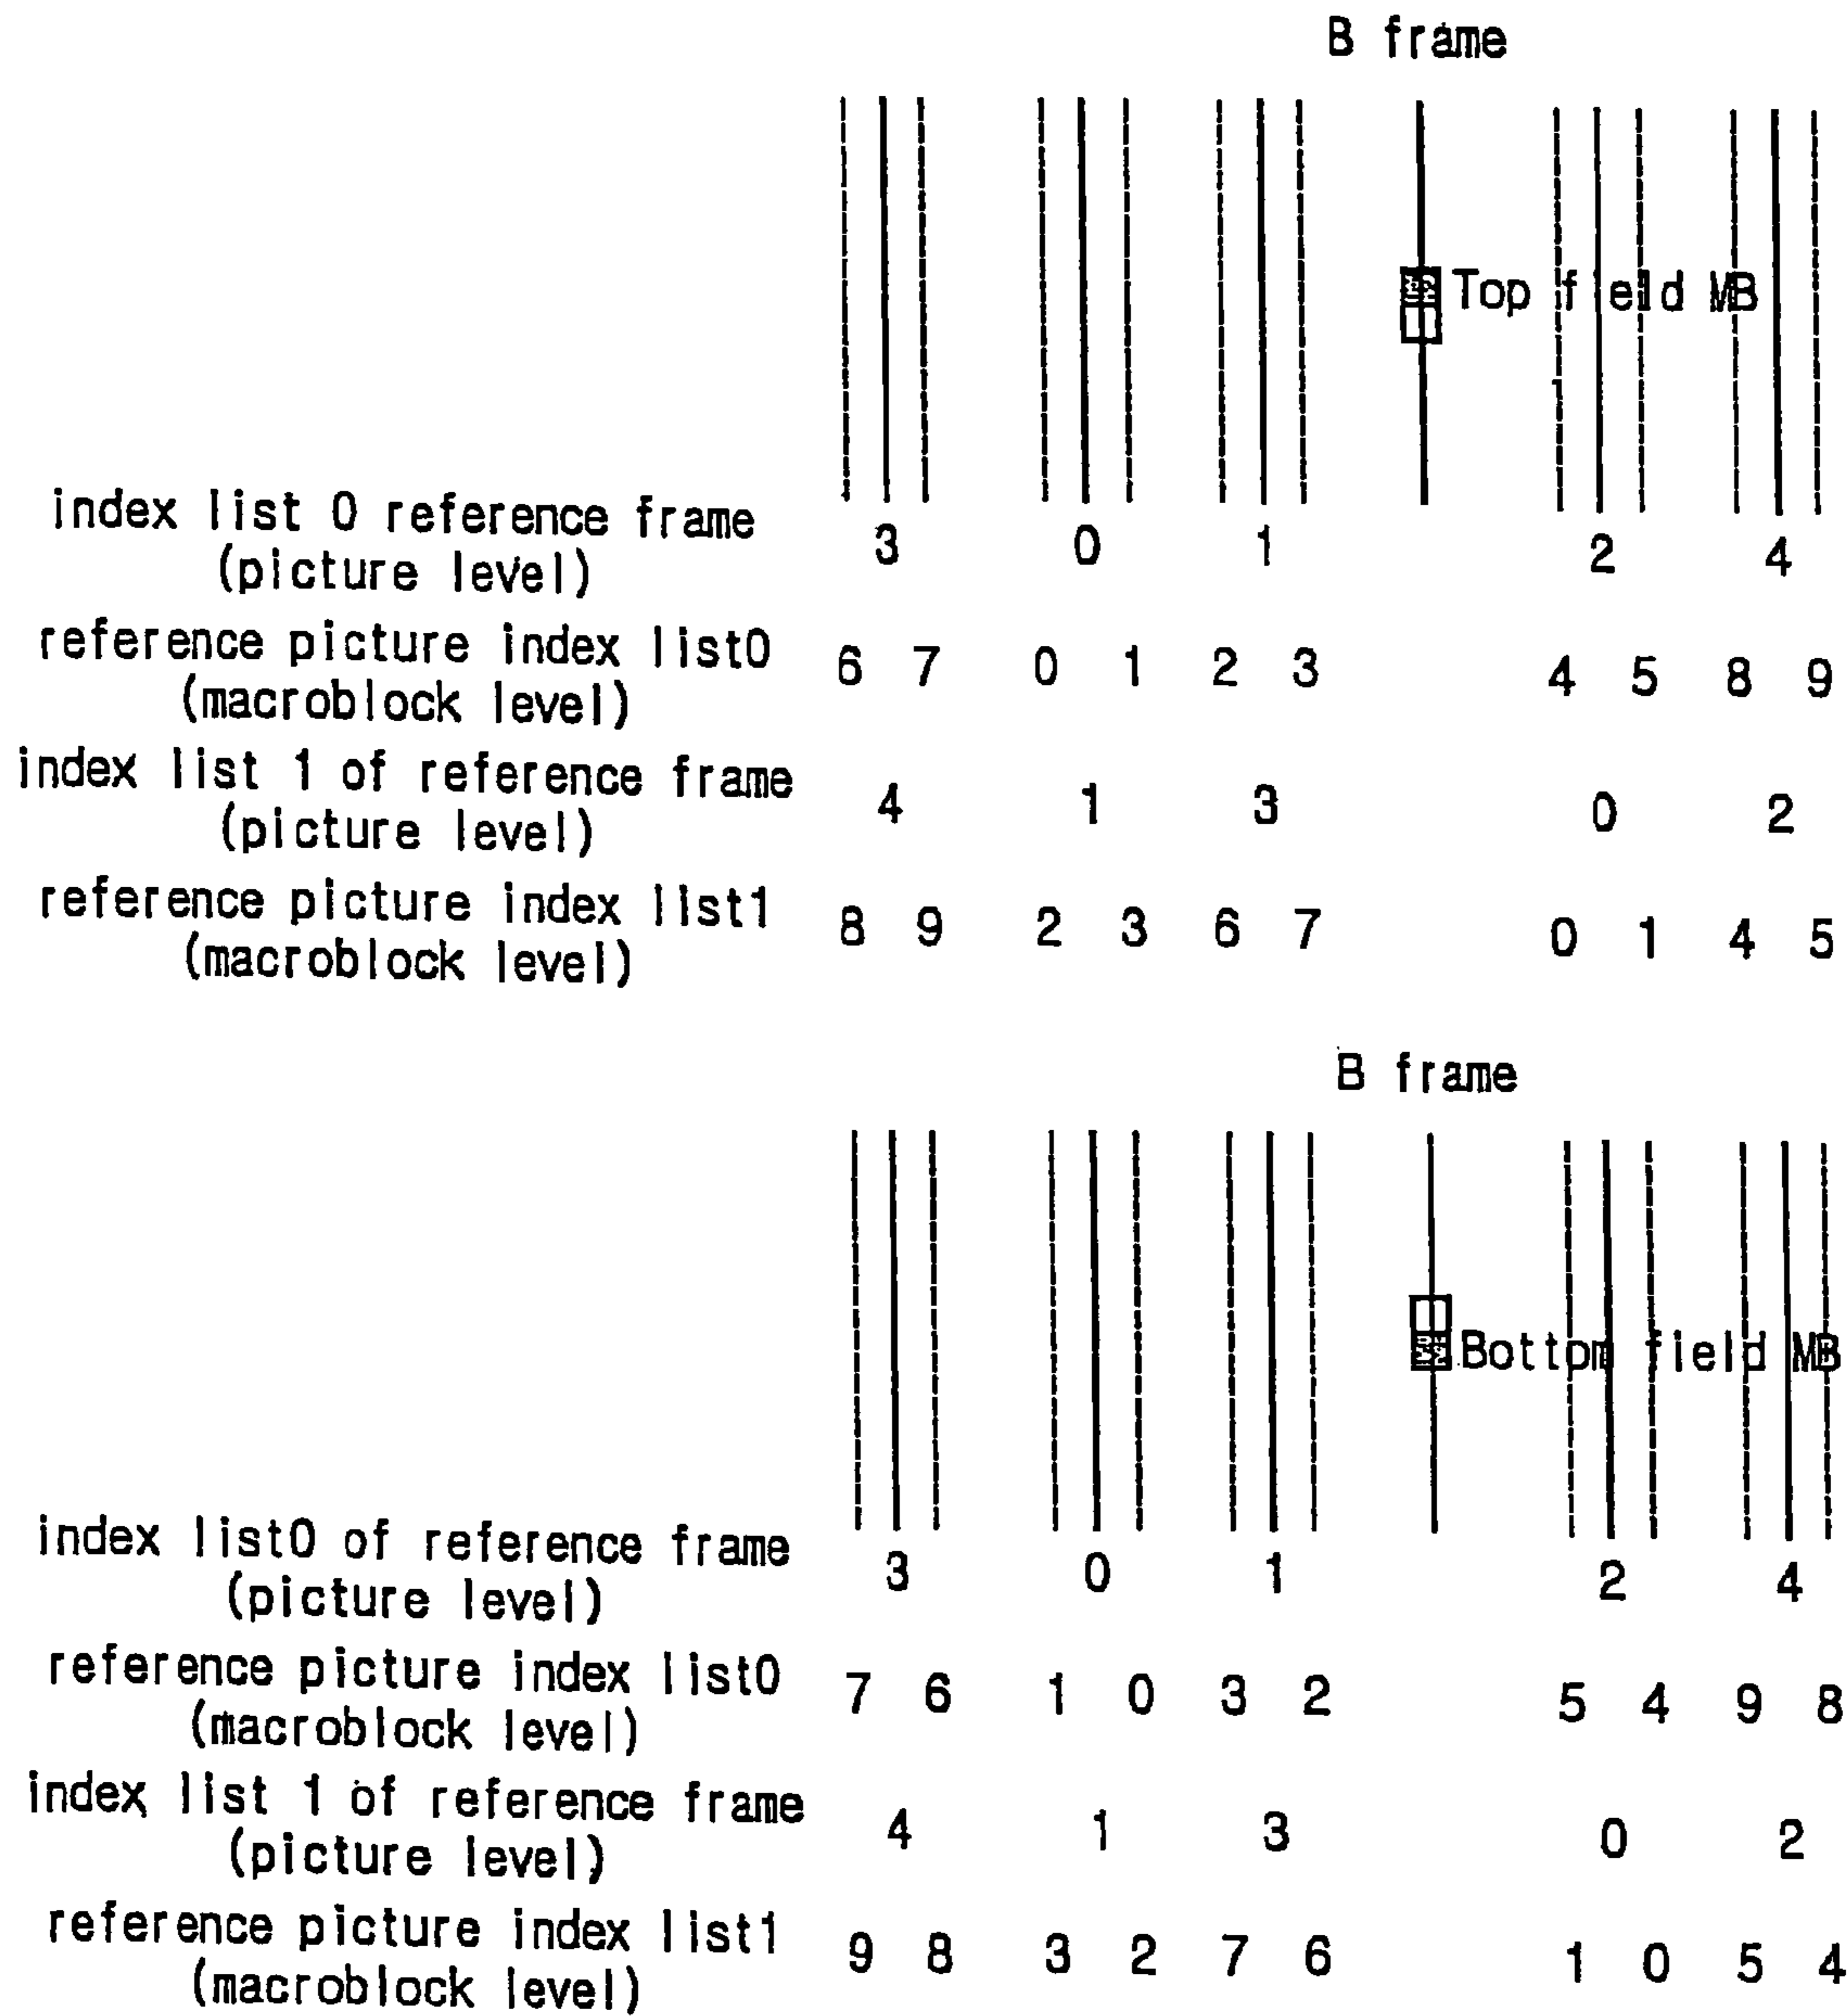 B frame
Top field MB
index list 0 reference frame
(picture level)
3 0 1 2 4
reference picture index list0
(macroblock level)
6 7 0 1 2 3 4 5 8 9
index list 1 of reference frame
(picture level)
4 1 3 0 2
reference picture index list1
(macroblock level)
8 9 2 3 6 7 0 1 4 5
B frame
Bottom field MB
index list0 of reference frame
(picture level)
3 0 1 2 4
reference picture index list0
(macroblock level)
7 6 1 0 3 2 5 4 9 8
index list 1 of reference frame
(picture level)
4 1 3 0 2
reference picture index list1
(macroblock level)
9 8 3 2 7 6 1 0 5 4